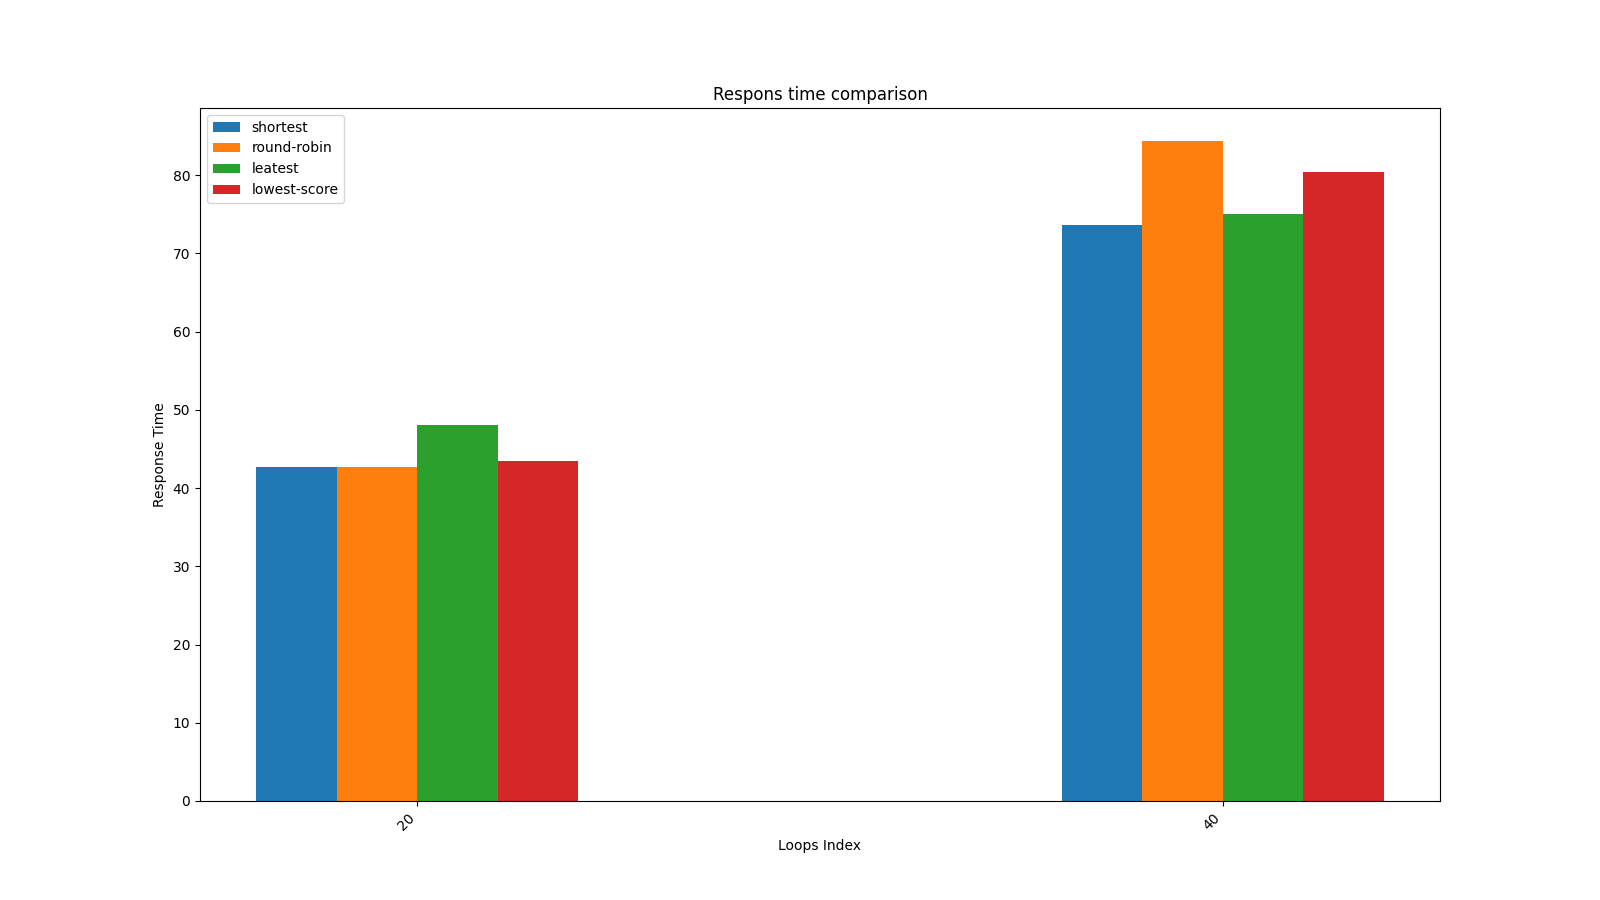 Respons time comparison
shortest
round-robin
leatest
lowest-score
80
70
60
50
40
30
20
10
0
Response Time
20
40
Loops Index